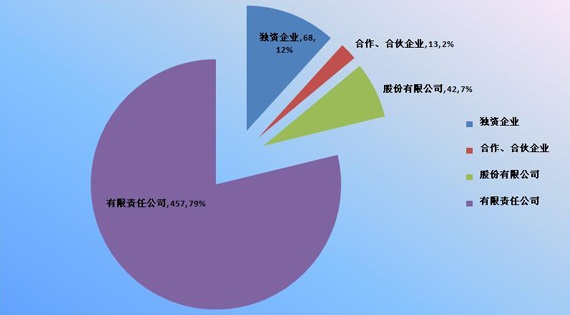 独资企业,68,
12%
合作、合伙企业,13,2%
股份有限公司,42,7%
有限责任公司,457,79%
独资企业
合作、合伙企业
股份有限公司
有限责任公司